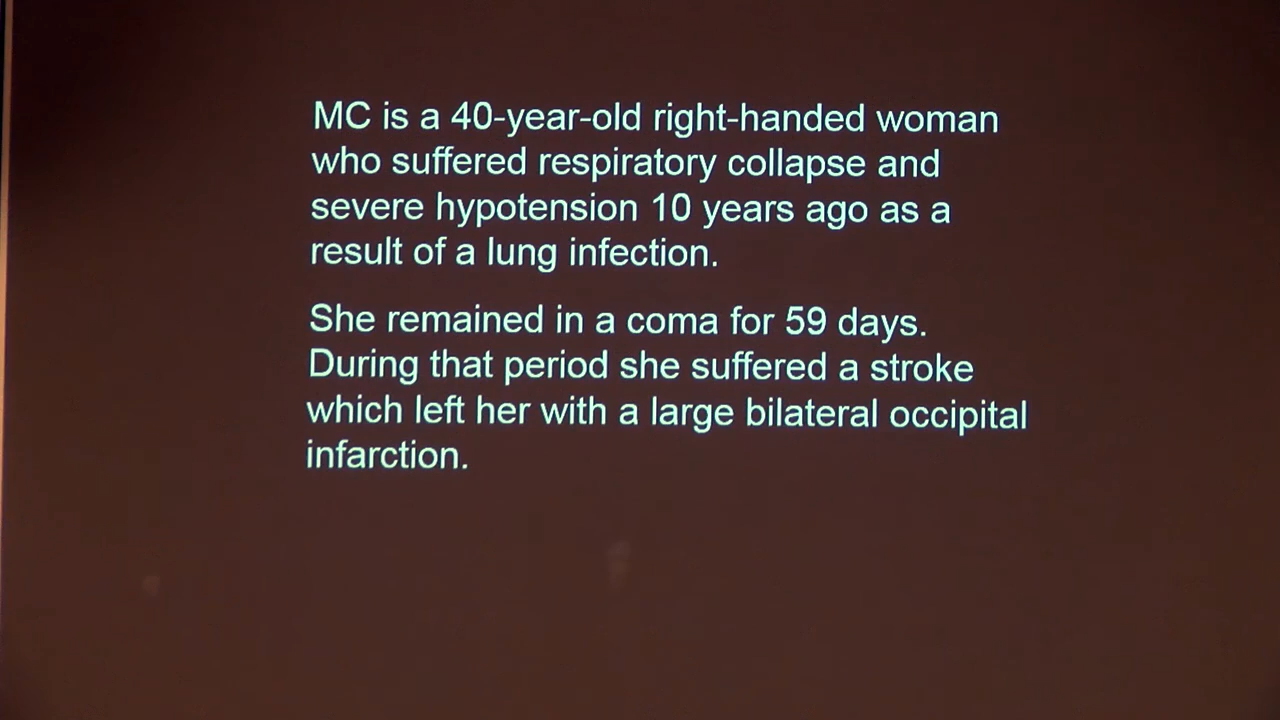 MC is a 40-year-old right-handed woman
who suffered respiratory collapse and
severe hypotension 10 years ago as a
result of a lung infection.
She remained in a coma for 59 days.
During that period she suffered a stroke
which left her with a large bilateral occipital
infarction.